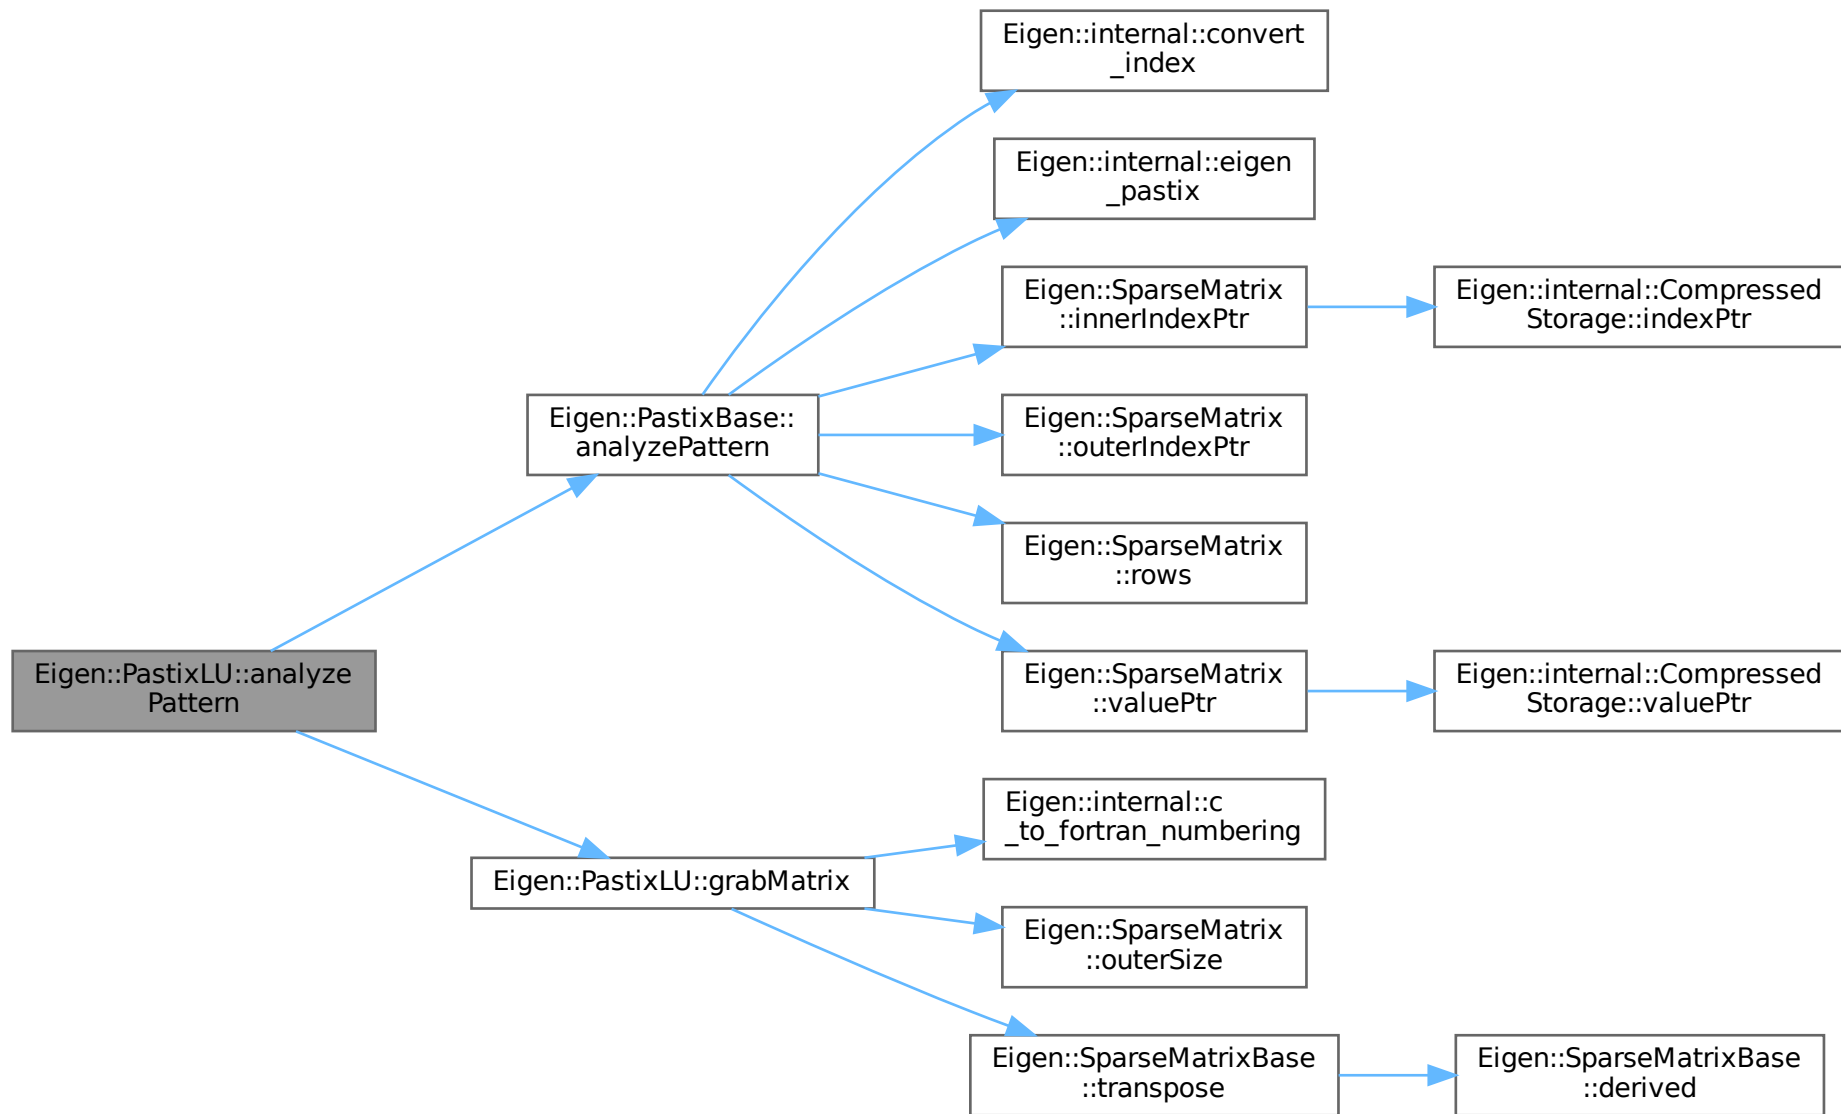 Eigen::internal::convert
_index
Eigen::internal::eigen
_pastix
Eigen::SparseMatrix
::innerIndexPtr
Eigen::internal::Compressed
Storage::indexPtr
Eigen::PastixBase::
analyzePattern
Eigen::SparseMatrix
::outerIndexPtr
Eigen::SparseMatrix
::rows
Eigen::PastixLU::analyze
Pattern
Eigen::SparseMatrix
::valuePtr
Eigen::internal::Compressed
Storage::valuePtr
Eigen::internal::c
_to_fortran_numbering
Eigen::PastixLU::grabMatrix
Eigen::SparseMatrix
::outerSize
Eigen::SparseMatrixBase
::transpose
Eigen::SparseMatrixBase
::derived